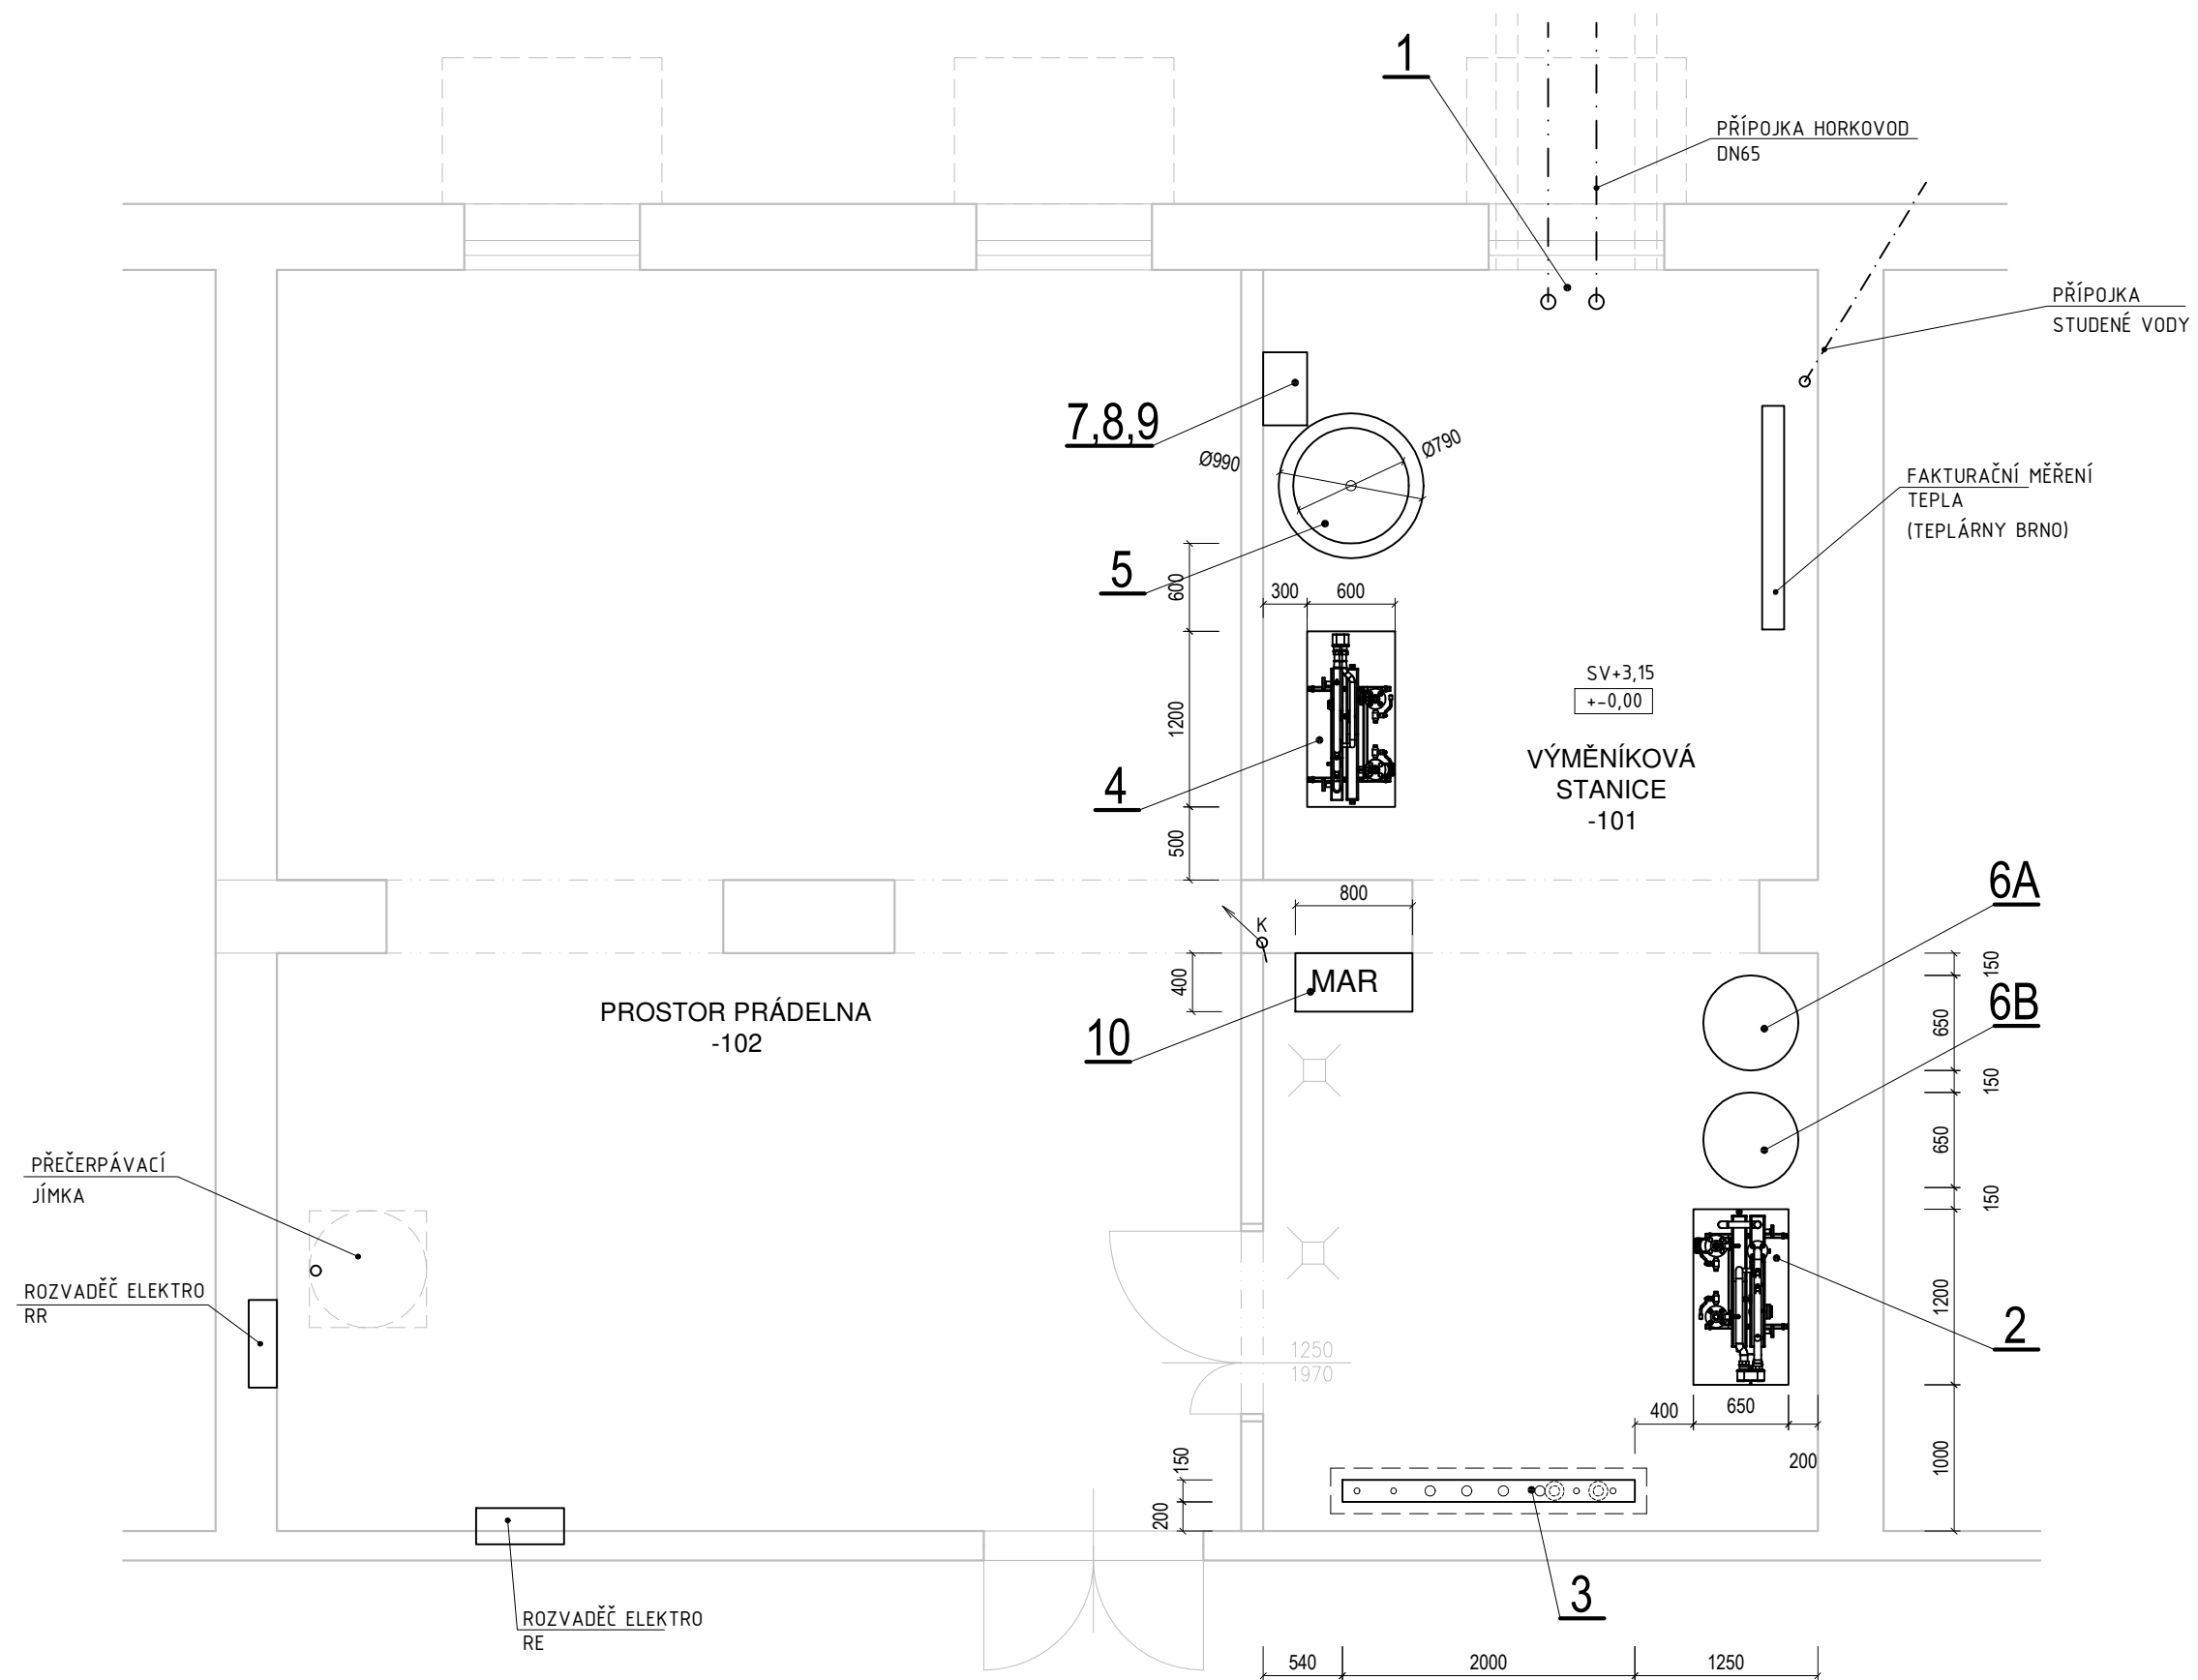 1
PŘÍPOJKA HORKOVOD
DN65
PŘÍPOJKA
STUDENÉ VODY
7,8,9
Ø990
Ø790
FAKTURAČNÍ MĚŘENÍ
TEPLA
(TEPLÁRNY BRNO)
5
600
300
600
SV+3,15
+-0,00
1200
VÝMĚNÍKOVÁ
STANICE
-101
4
500
800
6A
K
400
MAR
150
6B
PROSTOR PRÁDELNA
-102
10
650
150
650
PŘEČERPÁVACÍ
JÍMKA
150
ROZVADĚČ ELEKTRO
RR
1200
2
1250
1970
400
650
200
150
200
1000
3
ROZVADĚČ ELEKTRO
RE
540
2000
1250